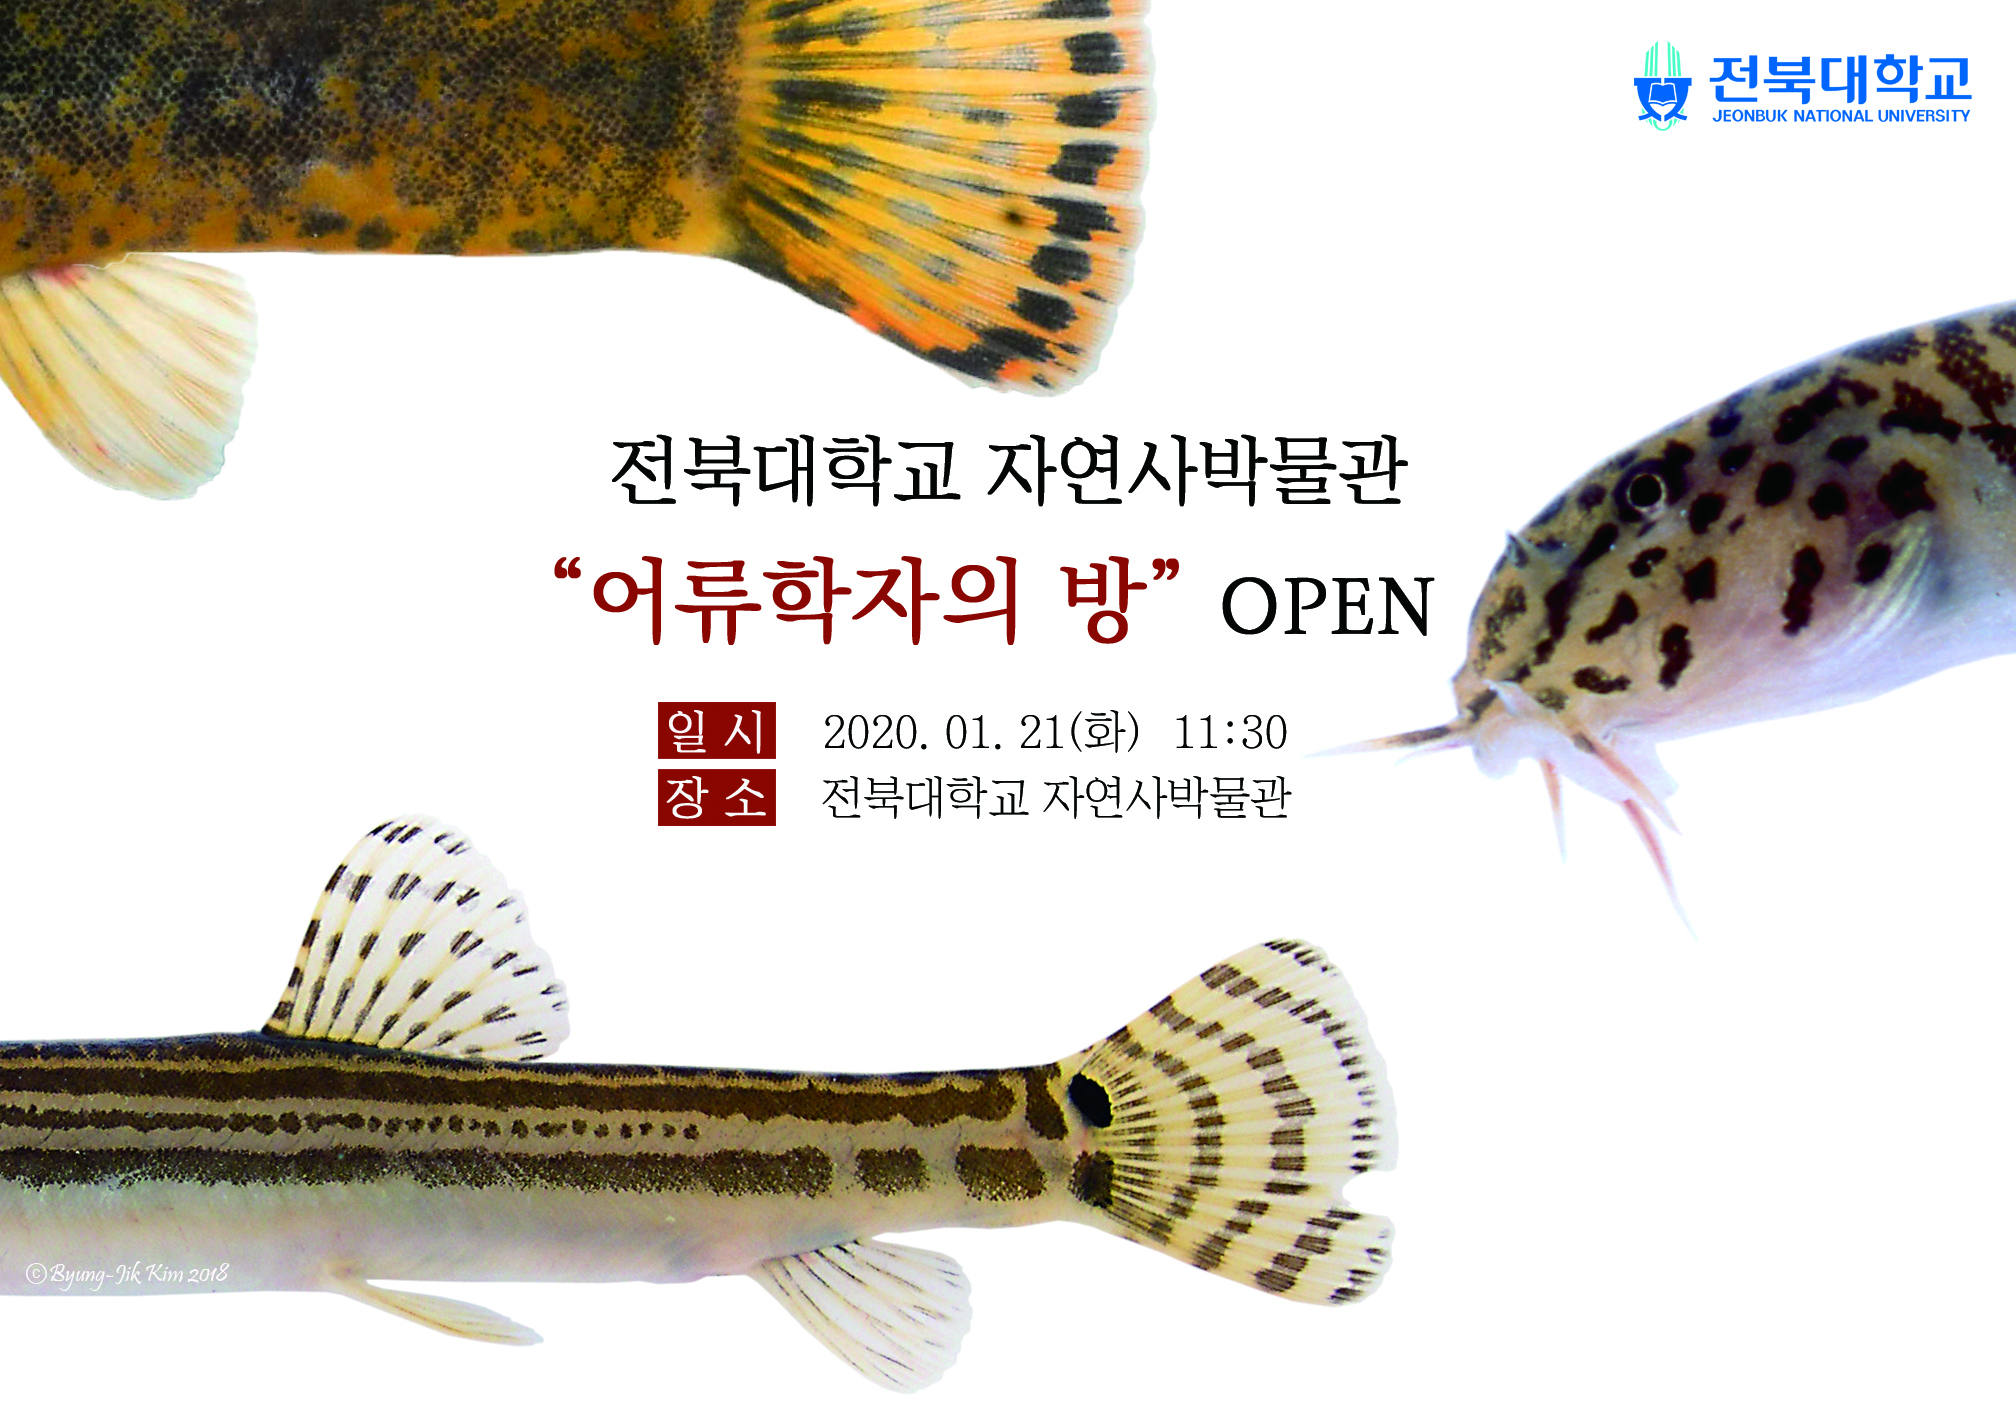 전북대학교
JEONBUK NATIONAL UNIVERSITY
전북대학교 자연사박물관
“어류학자의 방” OPEN
일 시 2020. 01. 21(화) 11:30
장 소 전북대학교 자연사박물관
©Byung-Jik Kim 2018